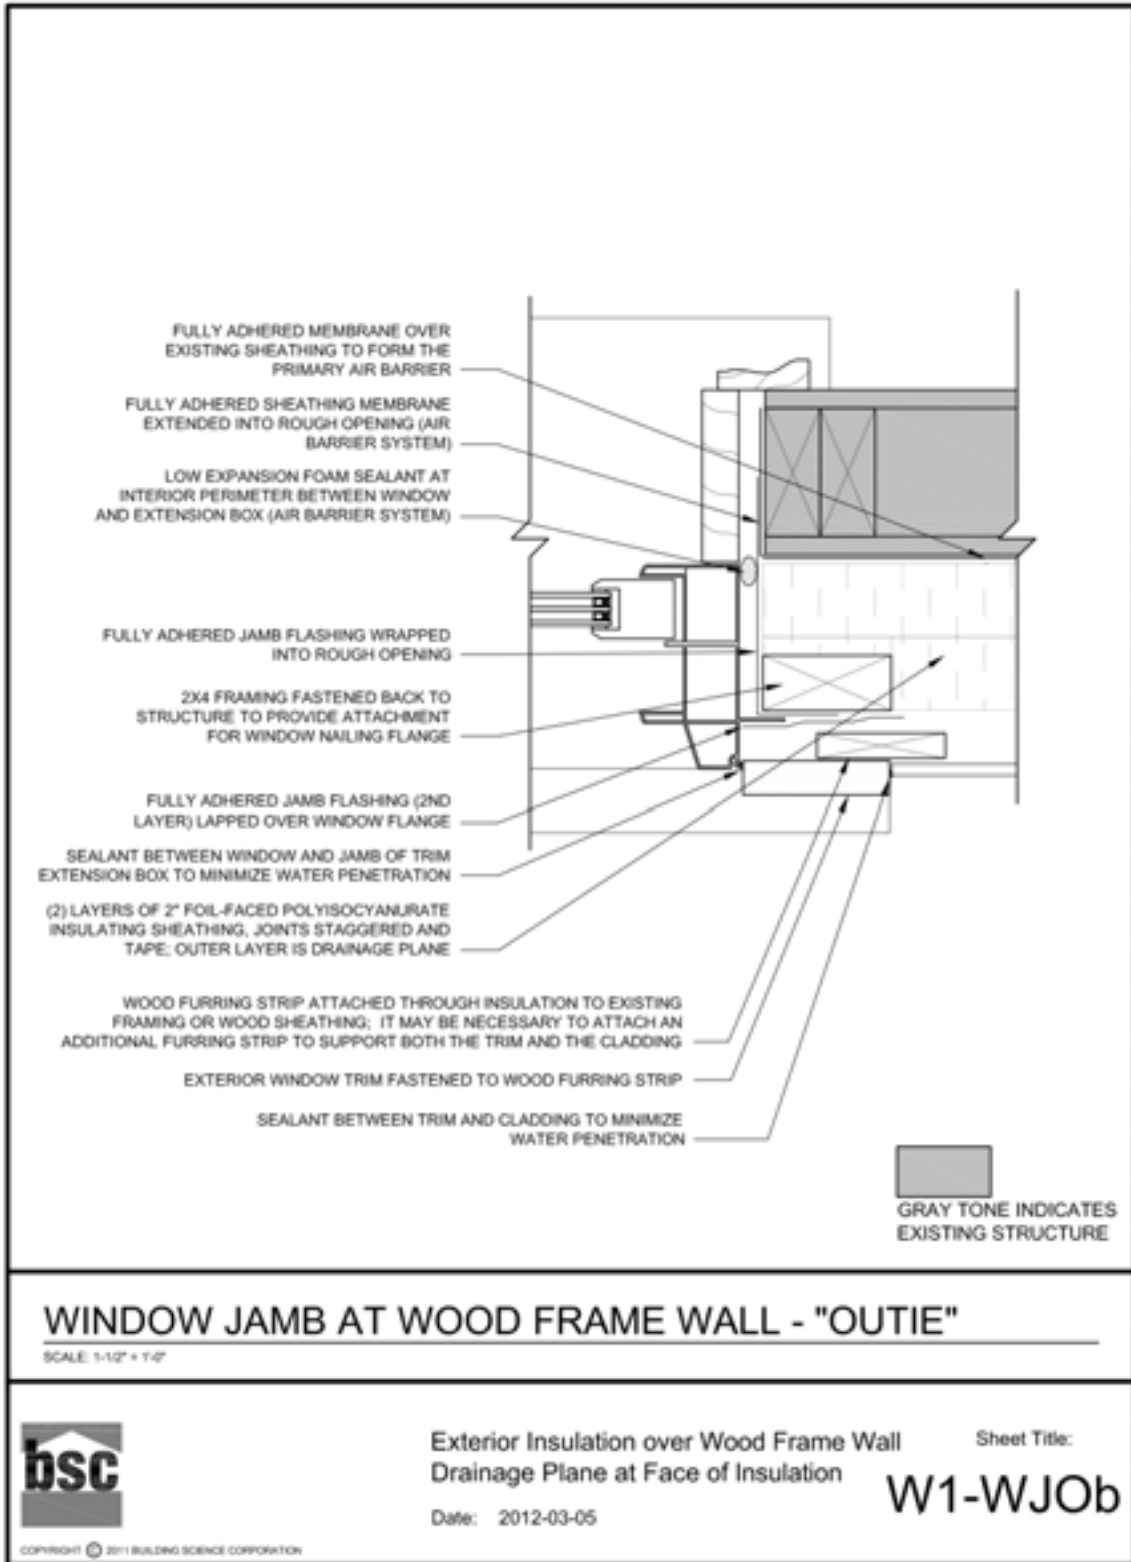 FULLY ADHERED MEMBRANE OVER
EXISTING SHEATHING TO FORM THE
PRIMARY AIR BARRIER
FULLY ADHERED SHEATHING MEMBRANE
EXTENDED INTO ROUGH OPENING (AIR
BARRIER SYSTEM)
LOW EXPANSION FOAM SEALANT AT
INTERIOR PERIMETER BETWEEN WINDOW
AND EXTENSION BOX (AIR BARRIER SYSTEM)
FULLY ADHERED JAMB FLASHING WRAPPED
INTO ROUGH OPENING
2X4 FRAMING FASTENED BACK TO
STRUCTURE TO PROVIDE ATTACHMENT
FOR WINDOW NAILING FLANGE
FULLY ADHERED JAMB FLASHING (2ND
LAYER) LAPPED OVER WINDOW FLANGE
SEALANT BETWEEN WINDOW AND JAMB OF TRIM
EXTENSION BOX TO MINIMIZE WATER PENETRATION
(2) LAYERS OF 2" FOIL-FACED POLYISOCYANURATE
INSULATING SHEATHING, JOINTS STAGGERED AND
TAPE; OUTER LAYER IS DRAINAGE PLANE
WOOD FURRING STRIP ATTACHED THROUGH INSULATION TO EXISTING
FRAMING OR WOOD SHEATHING; IT MAY BE NECESSARY TO ATTACH AN
ADDITIONAL FURRING STRIP TO SUPPORT BOTH THE TRIM AND THE CLADDING
EXTERIOR WINDOW TRIM FASTENED TO WOOD FURRING STRIP
SEALANT BETWEEN TRIM AND CLADDING TO MINIMIZE
WATER PENETRATION
GRAY TONE INDICATES
EXISTING STRUCTURE
WINDOW JAMB AT WOOD FRAME WALL - "OUTIE"
SCALE: 1-1/2" = 1'-0"
bsc
COPYRIGHT © 2011 BUILDING SCIENCE CORPORATION
Exterior Insulation over Wood Frame Wall
Drainage Plane at Face of Insulation
Date: 2012-03-05
Sheet Title:
W1-WJOb